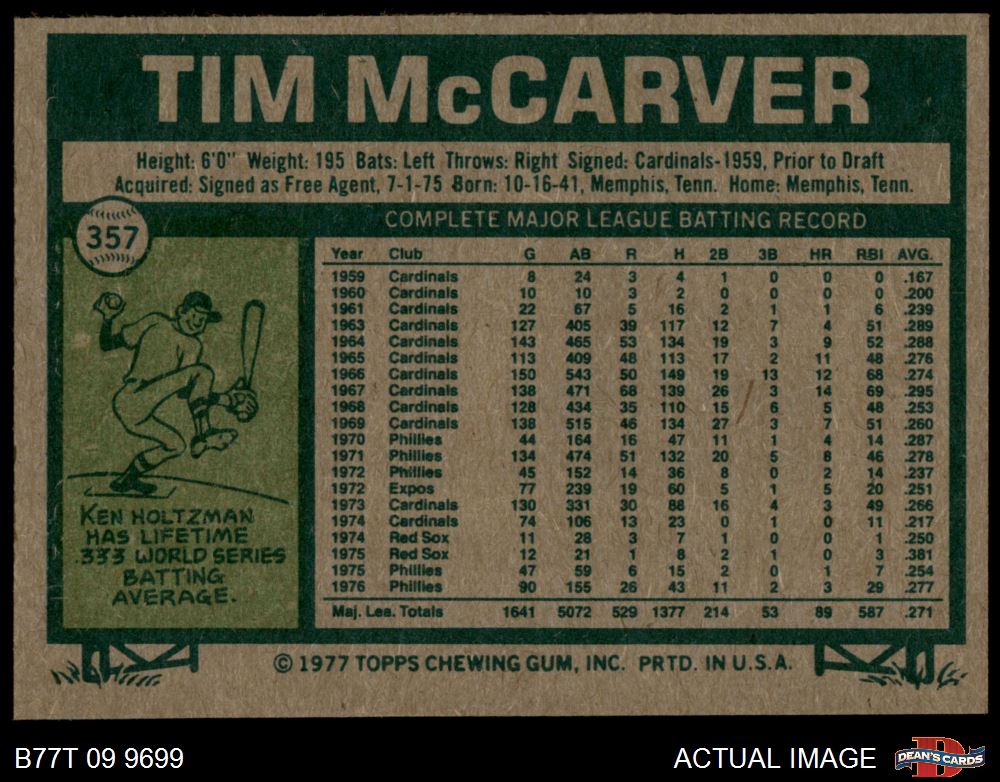 TIM McCARVER
Height: 6'0" Weight: 195 Bats: Left Throws: Right Signed: Cardinals-1959, Prior to Draft
Acquired: Signed as Free Agent, 7-1-75 Born: 10-16-41, Memphis, Tenn. Home: Memphis, Tenn.
357
COMPLETE MAJOR LEAGUE BATTING RECORD
Year Club G AB R H 2B 3B HR RBI AVG.
1959 Cardinals 8 24 3 4 1 0 0 0 .167
1960 Cardinals 10 10 3 2 0 0 0 0 .200
1961 Cardinals 22 67 5 16 2 1 1 6 .239
1963 Cardinals 127 405 39 117 12 7 4 51 .289
1964 Cardinals 143 465 53 134 19 3 9 52 .288
1965 Cardinals 113 409 48 113 17 2 11 48 .276
1966 Cardinals 150 543 50 149 19 13 12 68 .274
1967 Cardinals 138 471 68 139 26 3 14 69 .295
1968 Cardinals 128 434 35 110 15 6 5 48 .253
1969 Cardinals 138 515 46 134 27 3 7 51 .260
1970 Phillies 44 164 16 47 11 1 4 14 .287
1971 Phillies 134 474 51 132 20 5 8 46 .278
1972 Phillies 45 152 14 36 8 0 2 14 .237
1972 Expos 77 239 19 60 5 1 5 20 .251
1973 Cardinals 130 331 30 88 16 4 3 49 .266
1974 Cardinals 74 106 13 23 0 1 0 11 .217
1974 Red Sox 11 28 3 7 1 0 0 1 .250
1975 Red Sox 12 21 1 8 2 1 0 3 .381
1975 Phillies 47 59 6 15 2 0 1 7 .254
1976 Phillies 90 155 26 43 11 2 3 29 .277
Maj. Lea. Totals 1641 5072 529 1377 214 53 89 587 .271
KEN HOLTZMAN
HAS LIFETIME
.333 WORLD SERIES
BATTING
AVERAGE.
© 1977 TOPPS CHEWING GUM, INC. PRTD. IN U.S.A.
B77T 09 9699
ACTUAL IMAGE
D
DEAN'S CARDS